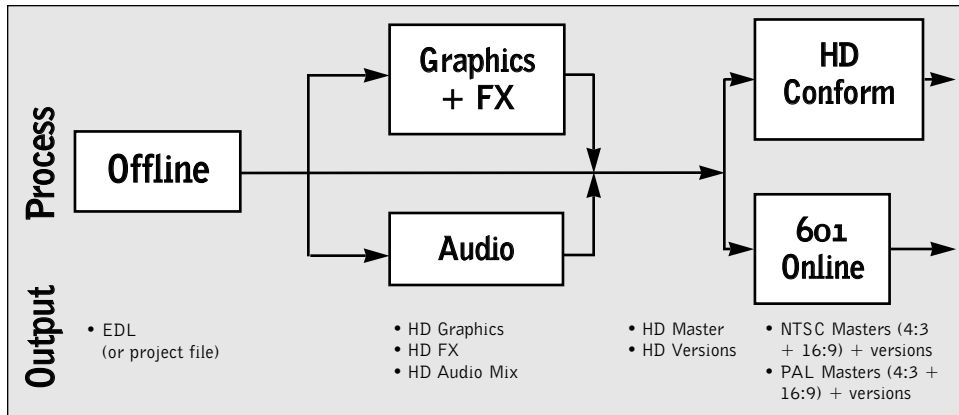 Process
Offline
Graphics
+ FX
Audio
HD
Conform
601
Online
Output
• EDL
(or project file)
• HD Graphics
• HD FX
• HD Audio Mix
• HD Master
• HD Versions
• NTSC Masters (4:3
+ 16:9) + versions
• PAL Masters (4:3 +
16:9) + versions